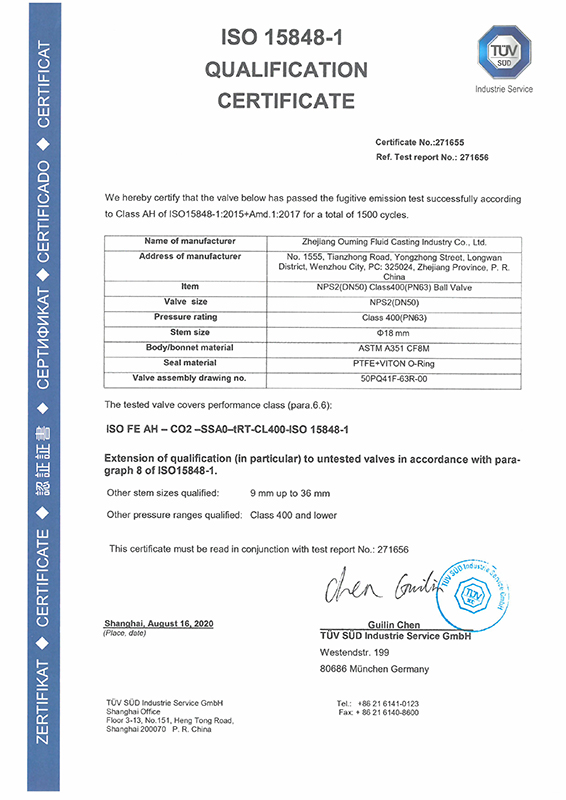 ISO 15848-1
QUALIFICATION
CERTIFICATE
TÜV
SÜD
Industrie Service
Certificate No.:271655
Ref. Test report No.: 271656
We hereby certify that the valve below has passed the fugitive emission test successfully according
to Class AH of ISO15848-1:2015+Amd.1:2017 for a total of 1500 cycles.
Name of manufacturer Zhejiang Ouming Fluid Casting Industry Co., Ltd.
Address of manufacturer No. 1555, Tianzhong Road, Yongzhong Street, Longwan
District, Wenzhou City, PC: 325024, Zhejiang Province, P. R.
China
Item NPS2(DN50) Class400(PN63) Ball Valve
Valve size NPS2(DN50)
Pressure rating Class 400(PN63)
Stem size Φ18 mm
Body/bonnet material ASTM A351 CF8M
Seal material PTFE+VITON O-Ring
Valve assembly drawing no. 50PQ41F-63R-00
The tested valve covers performance class (para.6.6):
ISO FE AH – CO2 –SSA0–tRT-CL400-ISO 15848-1
Extension of qualification (in particular) to untested valves in accordance with para-
graph 8 of ISO15848-1.
Other stem sizes qualified: 9 mm up to 36 mm
Other pressure ranges qualified: Class 400 and lower
This certificate must be read in conjunction with test report No.: 271656
Chen Guilin
TÜV SÜD Industrie Service GmbH
TÜV
Shanghai, August 16, 2020
(Place, date)
Guilin Chen
TÜV SÜD Industrie Service GmbH
Westendstr. 199
80686 München Germany
TÜV SÜD Industrie Service GmbH
Shanghai Office
Floor 3-13, No.151, Heng Tong Road,
Shanghai 200070 P. R. China
Tel.: +86 21 6141-0123
Fax: + 86 21 6140-8600
ZERTIFIKAT ◆ CERTIFICATE ◆ 認証証書 ◆ СЕРТИФИКАТ ◆ CERTIFICADO ◆ CERTIFICAT